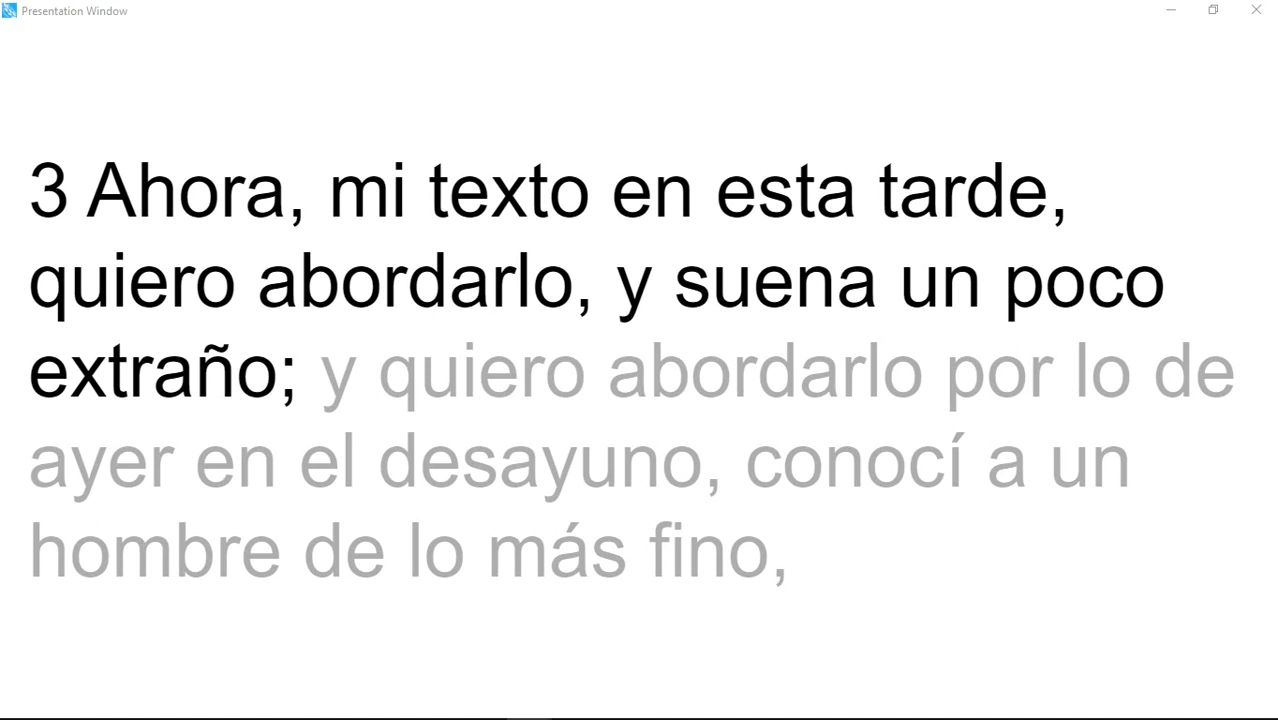 Presentation Window
3 Ahora, mi texto en esta tarde,
quiero abordarlo, y suena un poco
extraño; y quiero abordarlo por lo de
ayer en el desayuno, conocí a un
hombre de lo más fino,